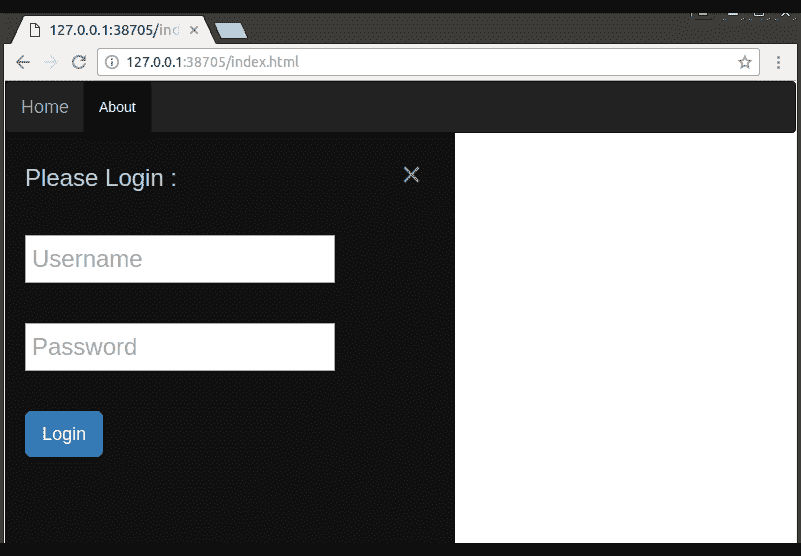 127.0.0.1:38705/ind
127.0.0.1:38705/index.html
Home About
Please Login :
Username
Password
Login